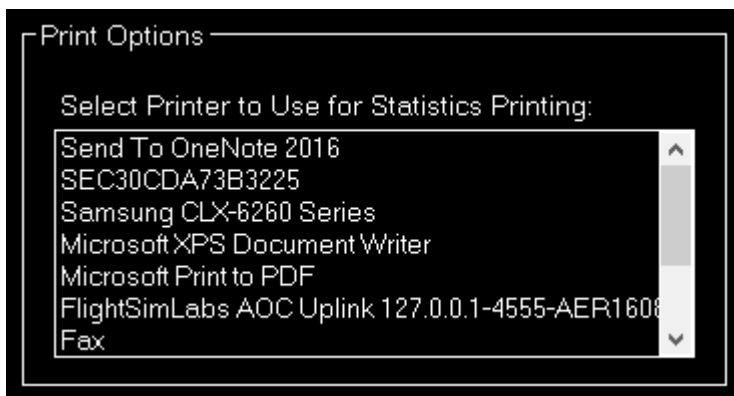 Print Options
Select Printer to Use for Statistics Printing:
Send To OneNote 2016
SEC30CDA73B3225
Samsung CLX-6260 Series
Microsoft XPS Document Writer
Microsoft Print to PDF
FlightSimLabs AOC Uplink 127.0.0.1-4555-AER1608
Fax